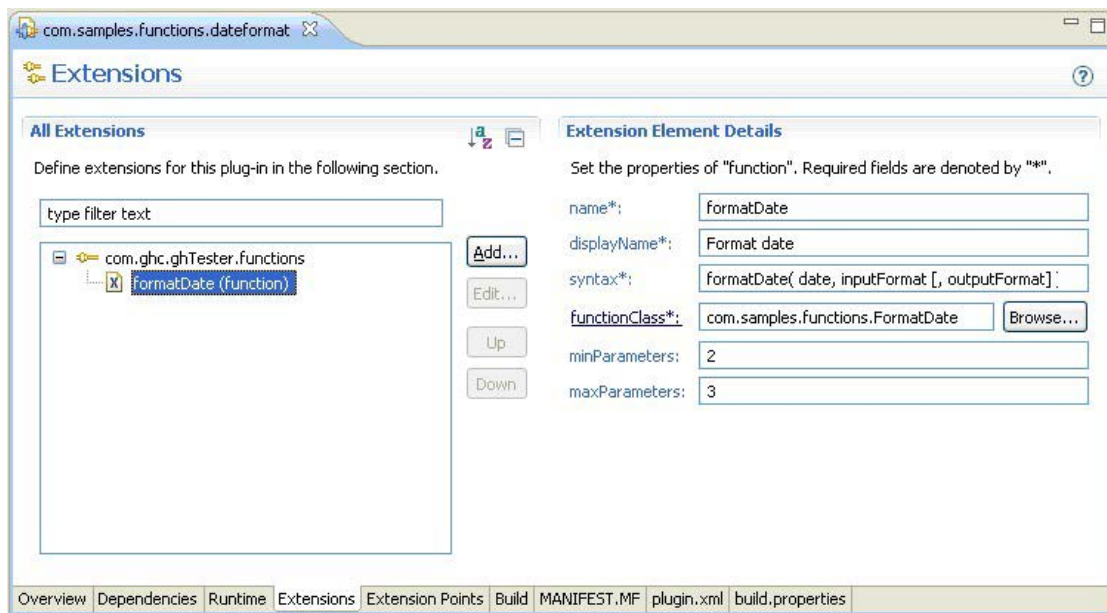 com.samples.functions.dateformat
Extensions
All Extensions
Define extensions for this plug-in in the following section.
type filter text
com.ghc.ghTester.functions
formatDate (function)
Add...
Edit...
Up
Down
Extension Element Details
Set the properties of "function". Required fields are denoted by "*".
name*: formatDate
displayName*: Format date
syntax*: formatDate( date, inputFormat [, outputFormat] )
functionClass*: com.samples.functions.FormatDate Browse...
minParameters: 2
maxParameters: 3
Overview Dependencies Runtime Extensions Extension Points Build MANIFEST.MF plugin.xml build.properties